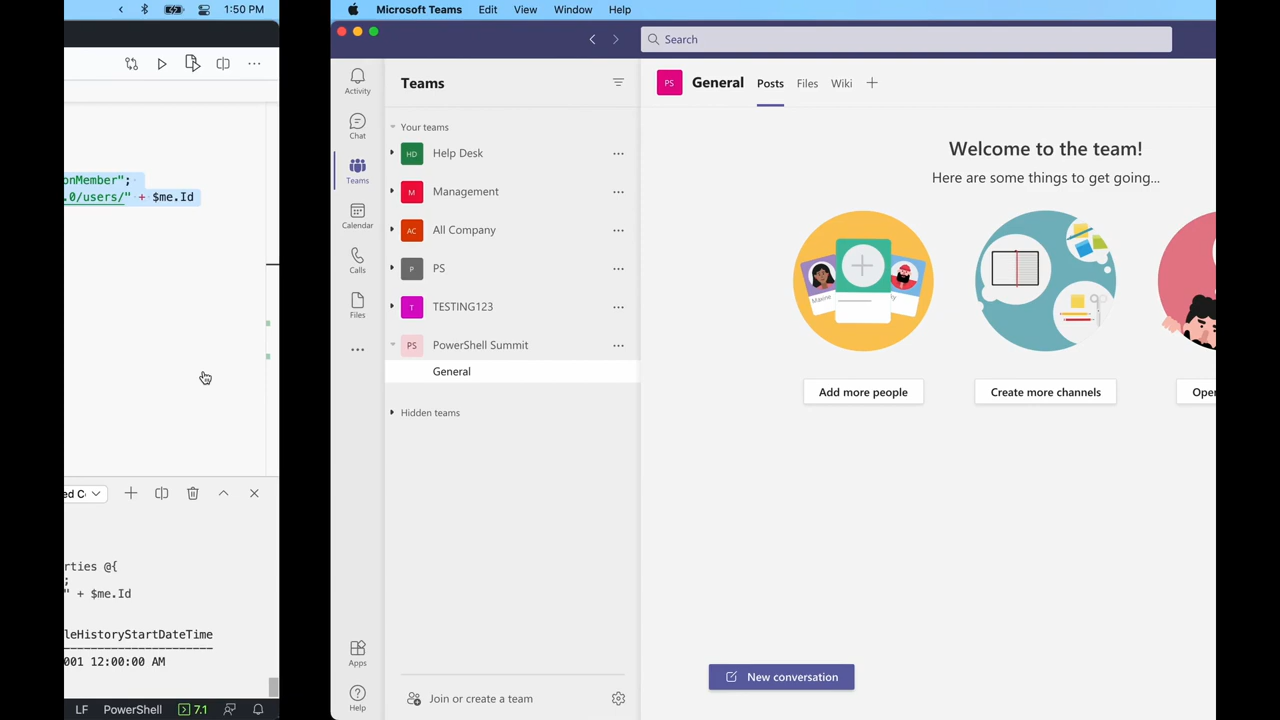 1:50 PM
onMember";
.0/users/" + $me.Id
ed C
rties @{
;
" + $me.Id
leHistoryStartDateTime
----------------------
001 12:00:00 AM
LF PowerShell 7.1
Microsoft Teams Edit View Window Help
Search
Activity
Chat
Teams
Calendar
Calls
Files
Apps
Help
Teams
Your teams
HD Help Desk
M Management
AC All Company
P PS
T TESTING123
PS PowerShell Summit
General
Hidden teams
Join or create a team
PS General Posts Files Wiki
Welcome to the team!
Here are some things to get going...
Maxine
Add more people
Create more channels
Open
New conversation